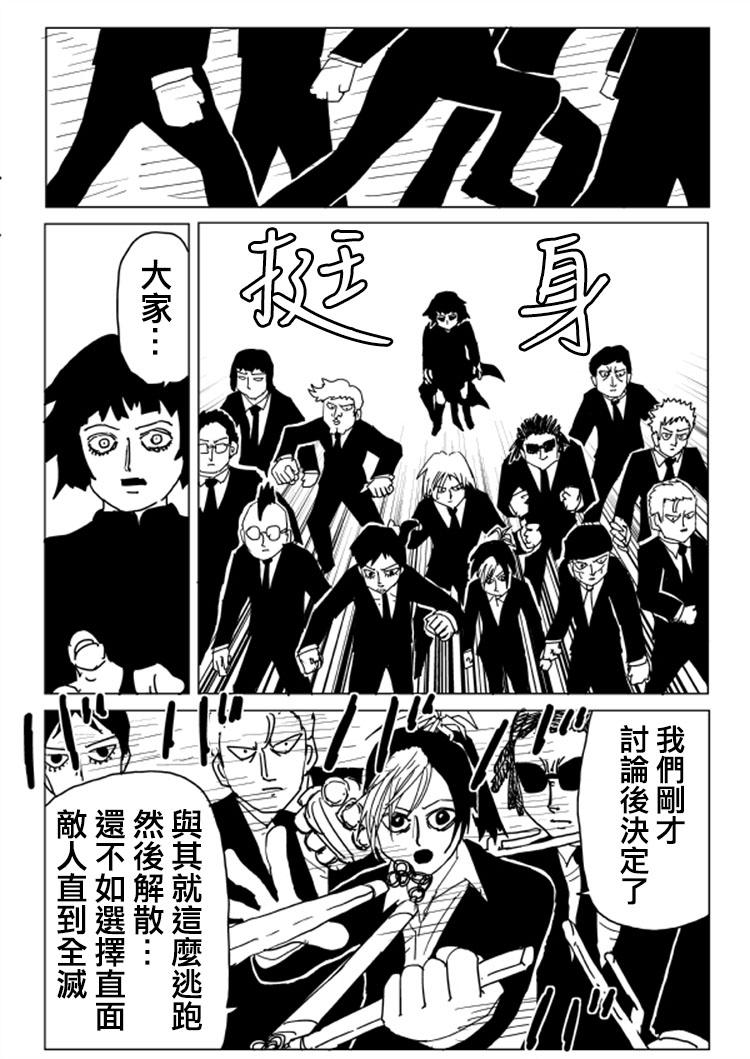 挺身
大家…
我們剛才
討論後決定了
與其就這麼逃跑
然後解散…
還不如選擇直面
敵人直到全滅